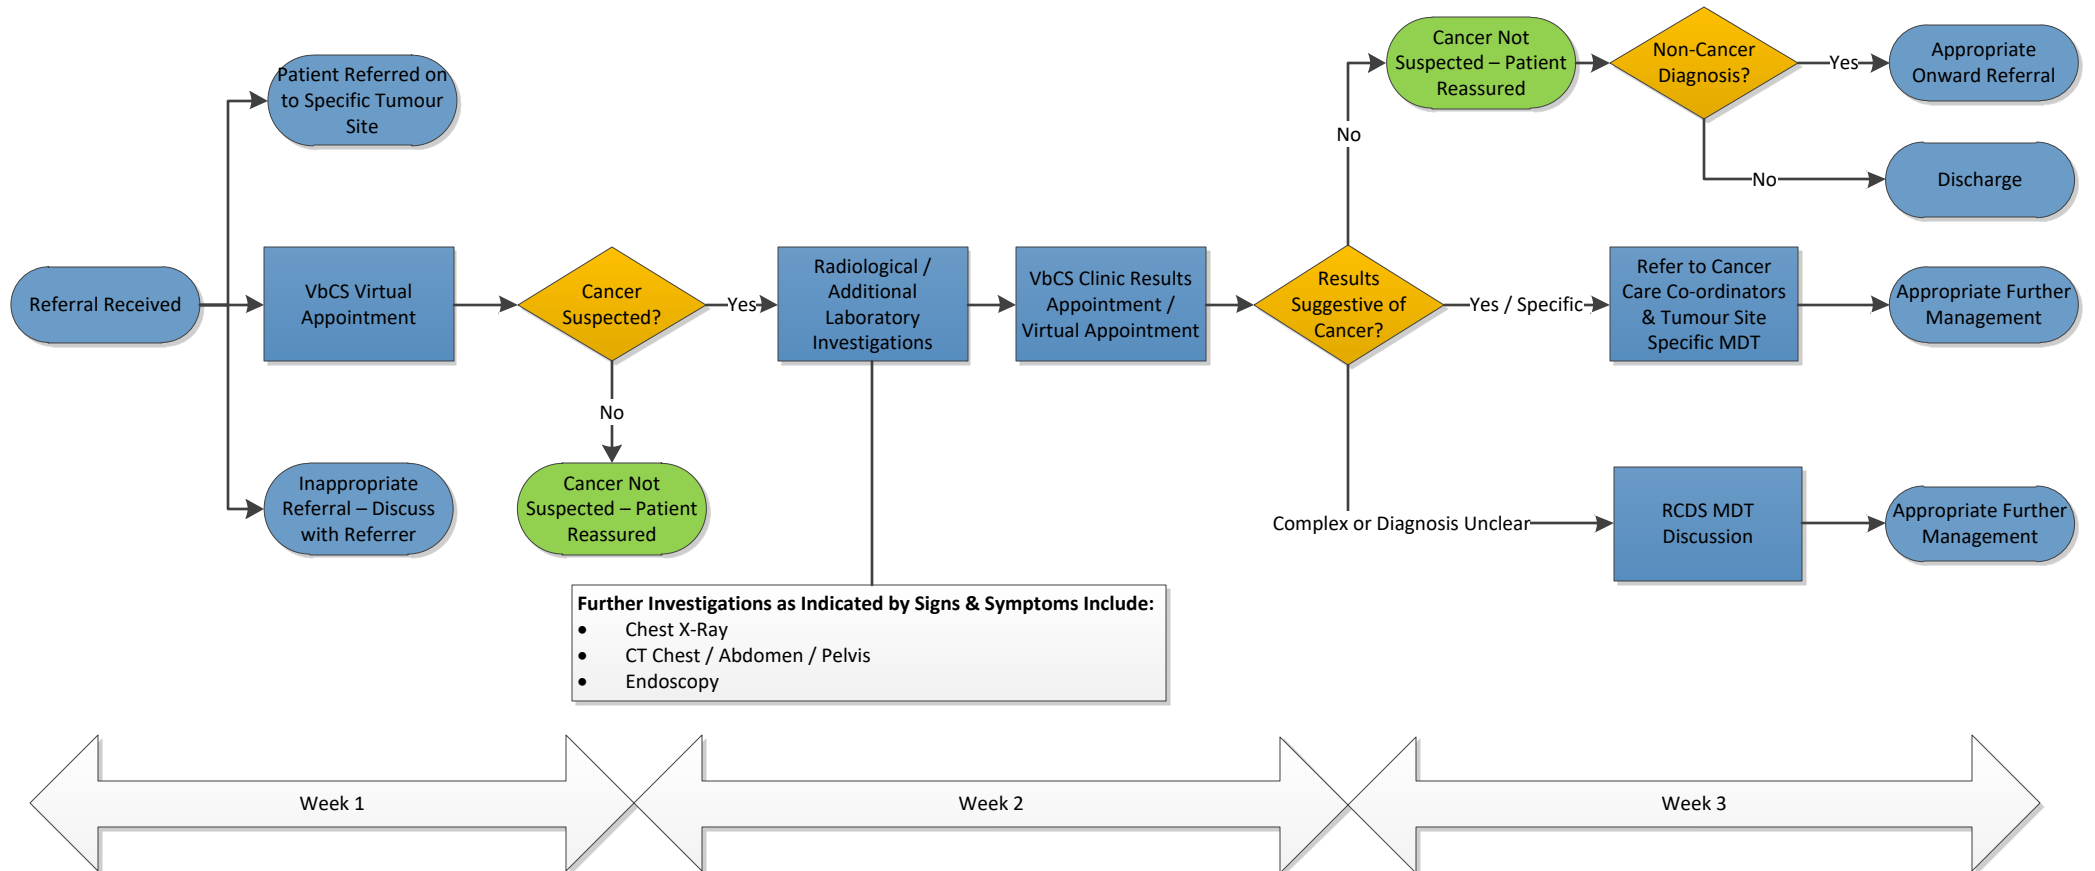 Cancer Not
Suspected – Patient
Reassured
Non-Cancer
Diagnosis?
Yes
Appropriate
Onward Referral
Patient Referred on
to Specific Tumour
Site
No
No
Discharge
Referral Received
VbCS Virtual
Appointment
Cancer
Suspected?
Yes
Radiological /
Additional
Laboratory
Investigations
VbCS Clinic Results
Appointment /
Virtual Appointment
Results
Suggestive of
Cancer?
Yes / Specific
Refer to Cancer
Care Co-ordinators
& Tumour Site
Specific MDT
Appropriate Further
Management
No
Inappropriate
Referral – Discuss
with Referrer
Cancer Not
Suspected – Patient
Reassured
Complex or Diagnosis Unclear
RCDS MDT
Discussion
Appropriate Further
Management
Further Investigations as Indicated by Signs & Symptoms Include:
• Chest X-Ray
• CT Chest / Abdomen / Pelvis
• Endoscopy
Week 1
Week 2
Week 3